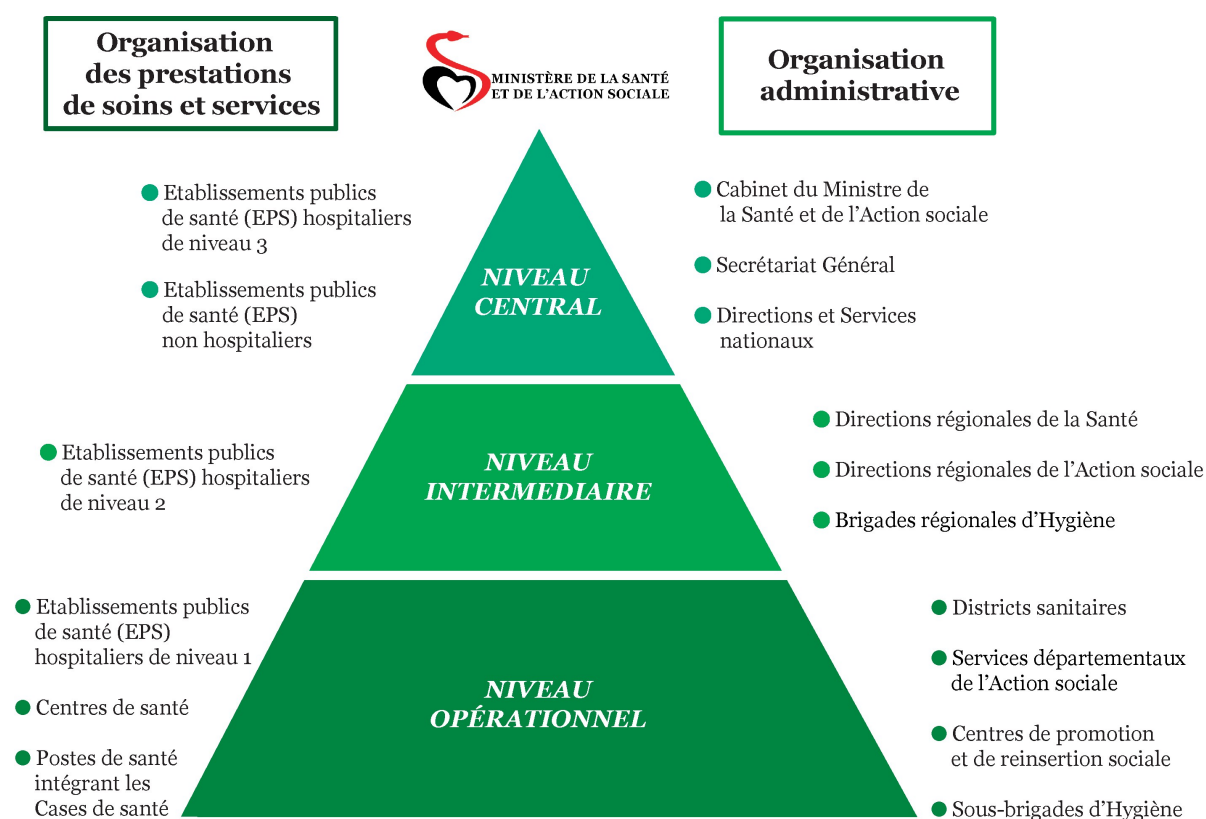 Organisation
des prestations
de soins et services
MINISTÈRE DE LA SANTÉ
ET DE L'ACTION SOCIALE
Organisation
administrative
Etablissements publics
de santé (EPS) hospitaliers
de niveau 3
Etablissements publics
de santé (EPS)
non hospitaliers
NIVEAU
CENTRAL
Cabinet du Ministre de
la Santé et de l'Action sociale
Secrétariat Général
Directions et Services
nationaux
Etablissements publics
de santé (EPS) hospitaliers
de niveau 2
NIVEAU
INTERMEDIAIRE
Directions régionales de la Santé
Directions régionales de l'Action sociale
Brigades régionales d'Hygiène
Etablissements publics
de santé (EPS)
hospitaliers de niveau 1
Centres de santé
Postes de santé
intégrant les
Cases de santé
NIVEAU
OPÉRATIONNEL
Districts sanitaires
Services départementaux
de l'Action sociale
Centres de promotion
et de reinsertion sociale
Sous-brigades d'Hygiène